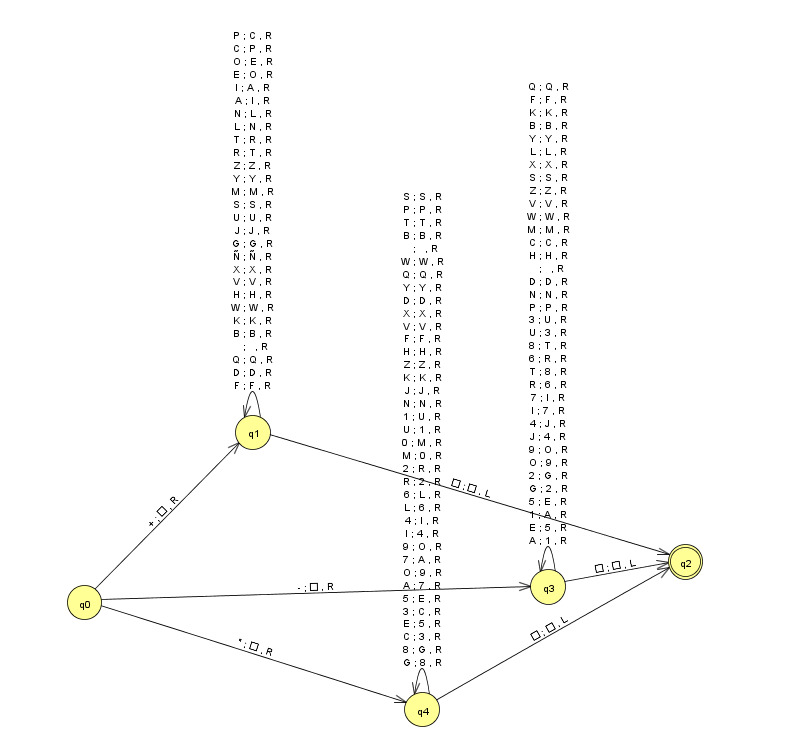 P ; C , R
C ; P , R
O ; E , R
E ; O , R
I ; A , R
A ; I , R
N ; L , R
L ; N , R
T ; R , R
R ; T , R
Z ; Z , R
Y ; Y , R
M ; M , R
S ; S , R
U ; U , R
J ; J , R
G ; G , R
Ñ ; Ñ , R
X ; X , R
V ; V , R
H ; H , R
W ; W , R
K ; K , R
B ; B , R
; , R
Q ; Q , R
D ; D , R
F ; F , R
q1
S ; S , R
P ; P , R
T ; T , R
B ; B , R
; , R
W ; W , R
Q ; Q , R
Y ; Y , R
D ; D , R
X ; X , R
V ; V , R
F ; F , R
H ; H , R
Z ; Z , R
K ; K , R
J ; J , R
N ; N , R
1 ; U , R
U ; 1 , R
0 ; M , R
M ; 0 , R
2 ; R , R
R ; 2 , R
6 ; L , R
L ; 6 , R
4 ; I , R
I ; 4 , R
9 ; O , R
7 ; A , R
O ; 9 , R
A ; 7 , R
5 ; E , R
3 ; C , R
E ; 5 , R
C ; 3 , R
8 ; G , R
G ; 8 , R
q4
Q ; Q , R
F ; F , R
K ; K , R
B ; B , R
Y ; Y , R
L ; L , R
X ; X , R
S ; S , R
Z ; Z , R
V ; V , R
W ; W , R
M ; M , R
C ; C , R
H ; H , R
; , R
D ; D , R
N ; N , R
P ; P , R
3 ; U , R
U ; 3 , R
8 ; T , R
6 ; R , R
T ; 8 , R
R ; 6 , R
7 ; I , R
I ; 7 , R
4 ; J , R
J ; 4 , R
9 ; O , R
O ; 9 , R
2 ; G , R
G ; 2 , R
5 ; E , R
1 ; A , R
E ; 5 , R
A ; 1 , R
q3
+ ; □ , R
□ ; □ , L
- ; □ , R
□ ; □ , L
* ; □ , R
□ ; □ , L
q0
q2